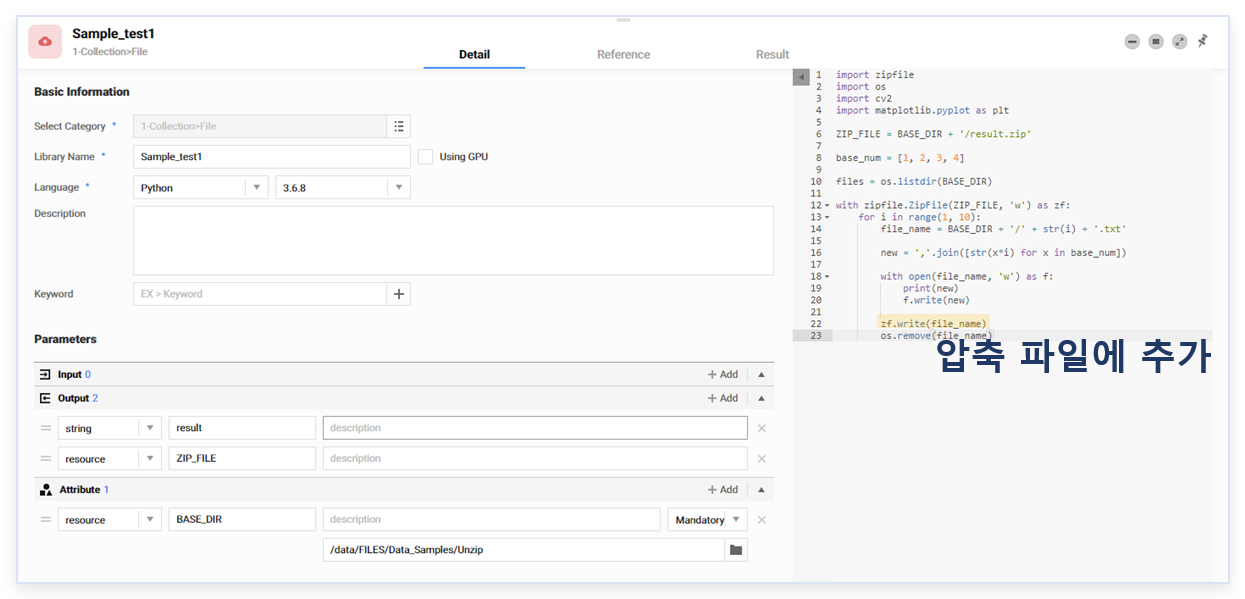 Sample_test1
1-Collection>File
Detail Reference Result
Basic Information
Select Category * 1-Collection>File
Library Name * Sample_test1 Using GPU
Language * Python 3.6.8
Description
Keyword EX > Keyword
Parameters
Input 0 + Add
Output 2 + Add
string result description
resource ZIP_FILE description
Attribute 1 + Add
resource BASE_DIR description Mandatory
/data/FILES/Data_Samples/Unzip
1 import zipfile
2 import os
3 import cv2
4 import matplotlib.pyplot as plt
5
6 ZIP_FILE = BASE_DIR + '/result.zip'
7
8 base_num = [1, 2, 3, 4]
9
10 files = os.listdir(BASE_DIR)
11
12 with zipfile.ZipFile(ZIP_FILE, 'w') as zf:
13 for i in range(1, 10):
14 file_name = BASE_DIR + '/' + str(i) + '.txt'
15
16 new = ','.join([str(x*i) for x in base_num])
17
18 with open(file_name, 'w') as f:
19 print(new)
20 f.write(new)
21
22 zf.write(file_name)
23 os.remove(file_name)
압축 파일에 추가